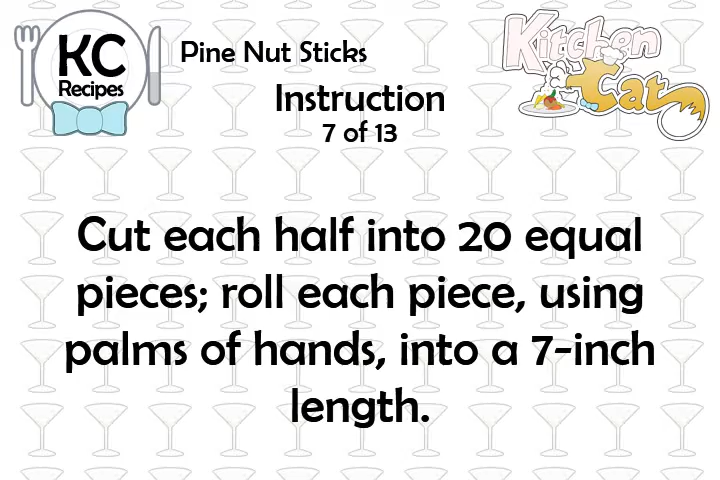 KC
Recipes
Pine Nut Sticks
Kitchen
Cat
Instruction
7 of 13
Cut each half into 20 equal
pieces; roll each piece, using
palms of hands, into a 7-inch
length.